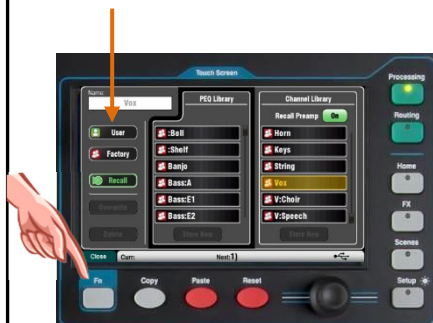 Touch Screen
Name:
Vox
PEQ Library
Channel Library
Recall Preamp On
User
Factory
Recall
Overwrite
Delete
:Bell
:Shelf
Banjo
Bass:A
Bass:E1
Bass:E2
Store New
Horn
Keys
String
Vox
V:Choir
V:Speech
Store New
Close
Curr:
Next:1)
Fn
Copy
Paste
Reset
Processing
Routing
Home
FX
Scenes
Setup